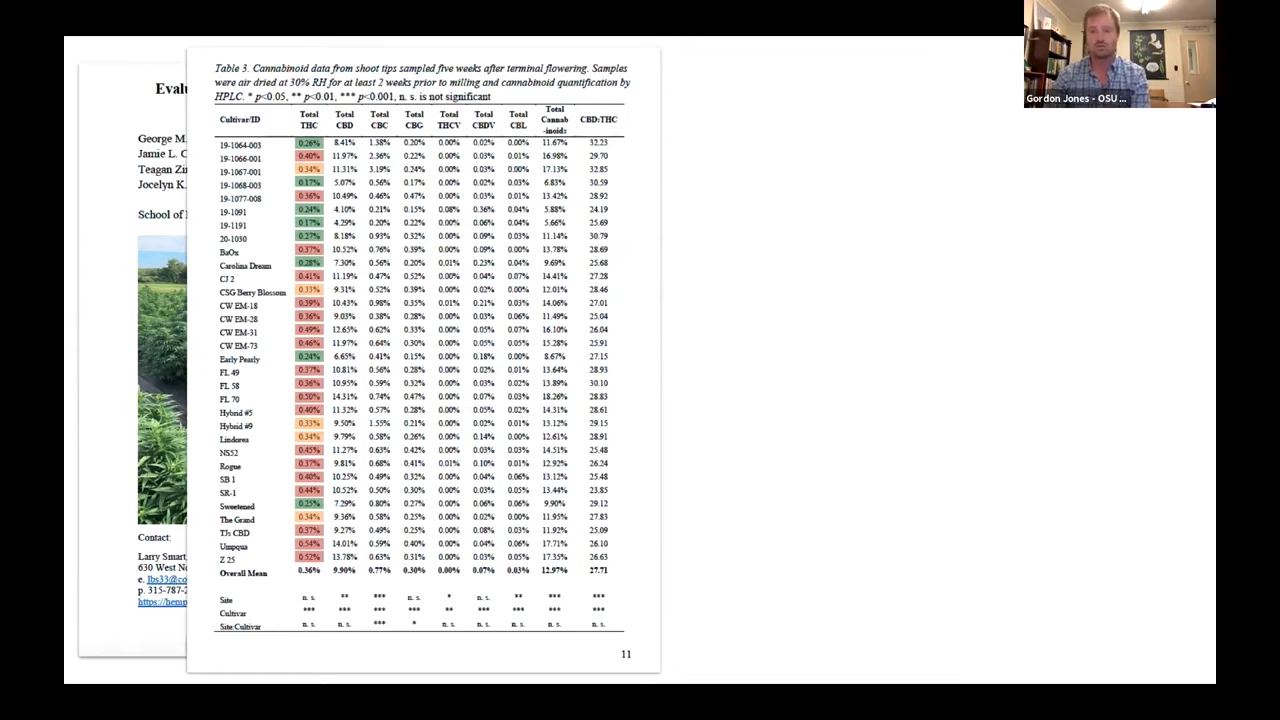 Evalu
George M.
Jamie L. C
Teagan Zi
Jocelyn K.
School of I
Contact:
Larry Smart,
630 West N
e. lbs33@co
p. 315-787-2
https://hemp
Table 3. Cannabinoid data from shoot tips sampled five weeks after terminal flowering. Samples
were air dried at 30% RH for at least 2 weeks prior to milling and cannabinoid quantification by
HPLC. * p<0.05, ** p<0.01, *** p<0.001, n. s. is not significant
Cultivar/ID Total THC Total CBD Total CBC Total CBG Total THCV Total CBDV Total CBL Total Cannab -inoids CBD:THC
19-1064-003 0.26% 8.41% 1.38% 0.20% 0.00% 0.02% 0.00% 11.67% 32.23
19-1066-001 0.40% 11.97% 2.36% 0.22% 0.00% 0.03% 0.01% 16.98% 29.70
19-1067-001 0.34% 11.31% 3.19% 0.24% 0.00% 0.03% 0.02% 17.13% 32.85
19-1068-003 0.17% 5.07% 0.56% 0.17% 0.00% 0.02% 0.03% 6.83% 30.59
19-1077-008 0.36% 10.49% 0.46% 0.47% 0.00% 0.03% 0.01% 13.42% 28.92
19-1091 0.24% 4.10% 0.21% 0.15% 0.08% 0.36% 0.04% 5.88% 24.19
19-1191 0.17% 4.29% 0.20% 0.22% 0.00% 0.06% 0.04% 5.66% 25.69
20-1030 0.27% 8.18% 0.93% 0.32% 0.00% 0.09% 0.03% 11.14% 30.79
BaOx 0.37% 10.52% 0.76% 0.39% 0.00% 0.09% 0.00% 13.78% 28.69
Carolina Dream 0.28% 7.30% 0.56% 0.20% 0.01% 0.23% 0.04% 9.69% 25.68
CJ 2 0.41% 11.19% 0.47% 0.52% 0.00% 0.04% 0.07% 14.41% 27.28
CSG Berry Blossom 0.33% 9.31% 0.52% 0.39% 0.00% 0.02% 0.00% 12.01% 28.46
CW EM-18 0.39% 10.43% 0.98% 0.35% 0.01% 0.21% 0.03% 14.06% 27.01
CW EM-28 0.36% 9.03% 0.38% 0.28% 0.00% 0.03% 0.06% 11.49% 25.04
CW EM-31 0.49% 12.65% 0.62% 0.33% 0.00% 0.05% 0.07% 16.10% 26.04
CW EM-73 0.46% 11.97% 0.64% 0.30% 0.00% 0.05% 0.05% 15.28% 25.91
Early Pearly 0.24% 6.65% 0.41% 0.15% 0.00% 0.18% 0.00% 8.67% 27.15
FL 49 0.37% 10.81% 0.56% 0.28% 0.00% 0.02% 0.01% 13.64% 28.93
FL 58 0.36% 10.95% 0.59% 0.32% 0.00% 0.03% 0.02% 13.89% 30.10
FL 70 0.50% 14.31% 0.74% 0.47% 0.00% 0.07% 0.03% 18.26% 28.83
Hybrid #5 0.40% 11.32% 0.57% 0.28% 0.00% 0.05% 0.02% 14.31% 28.61
Hybrid #9 0.33% 9.50% 1.55% 0.21% 0.00% 0.02% 0.01% 13.12% 29.15
Lindorea 0.34% 9.79% 0.58% 0.26% 0.00% 0.14% 0.00% 12.61% 28.91
NS52 0.45% 11.27% 0.63% 0.42% 0.00% 0.03% 0.03% 14.51% 25.48
Rogue 0.37% 9.81% 0.68% 0.41% 0.01% 0.10% 0.01% 12.92% 26.24
SB 1 0.40% 10.25% 0.49% 0.32% 0.00% 0.04% 0.06% 13.12% 25.48
SR-1 0.44% 10.52% 0.50% 0.30% 0.00% 0.03% 0.05% 13.44% 23.85
Sweetened 0.25% 7.29% 0.80% 0.27% 0.00% 0.06% 0.06% 9.90% 29.12
The Grand 0.34% 9.36% 0.58% 0.25% 0.00% 0.02% 0.00% 11.95% 27.83
TJs CBD 0.37% 9.27% 0.49% 0.25% 0.00% 0.08% 0.03% 11.92% 25.09
Umpqua 0.54% 14.01% 0.59% 0.40% 0.00% 0.04% 0.06% 17.71% 26.10
Z 25 0.52% 13.78% 0.63% 0.31% 0.00% 0.03% 0.05% 17.35% 26.63
Overall Mean 0.36% 9.90% 0.77% 0.30% 0.00% 0.07% 0.03% 12.97% 27.71
Site n. s. ** *** n. s. * n. s. ** *** ***
Cultivar *** *** *** *** ** *** *** *** ***
Site:Cultivar n. s. n. s. *** * n. s. n. s. n. s. n. s. n. s.
11
Gordon Jones - OSU ...